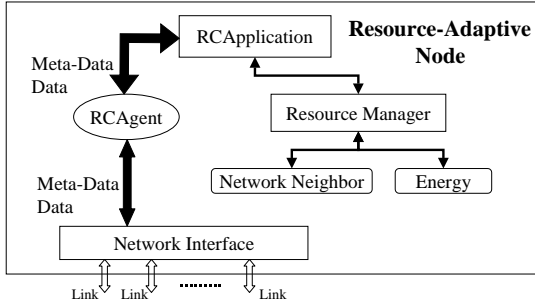 RCApplication
Resource-Adaptive
Node
Meta-Data
Data
RCAgent
Resource Manager
Meta-Data
Data
Network Neighbor
Energy
Network Interface
Link
Link
Link